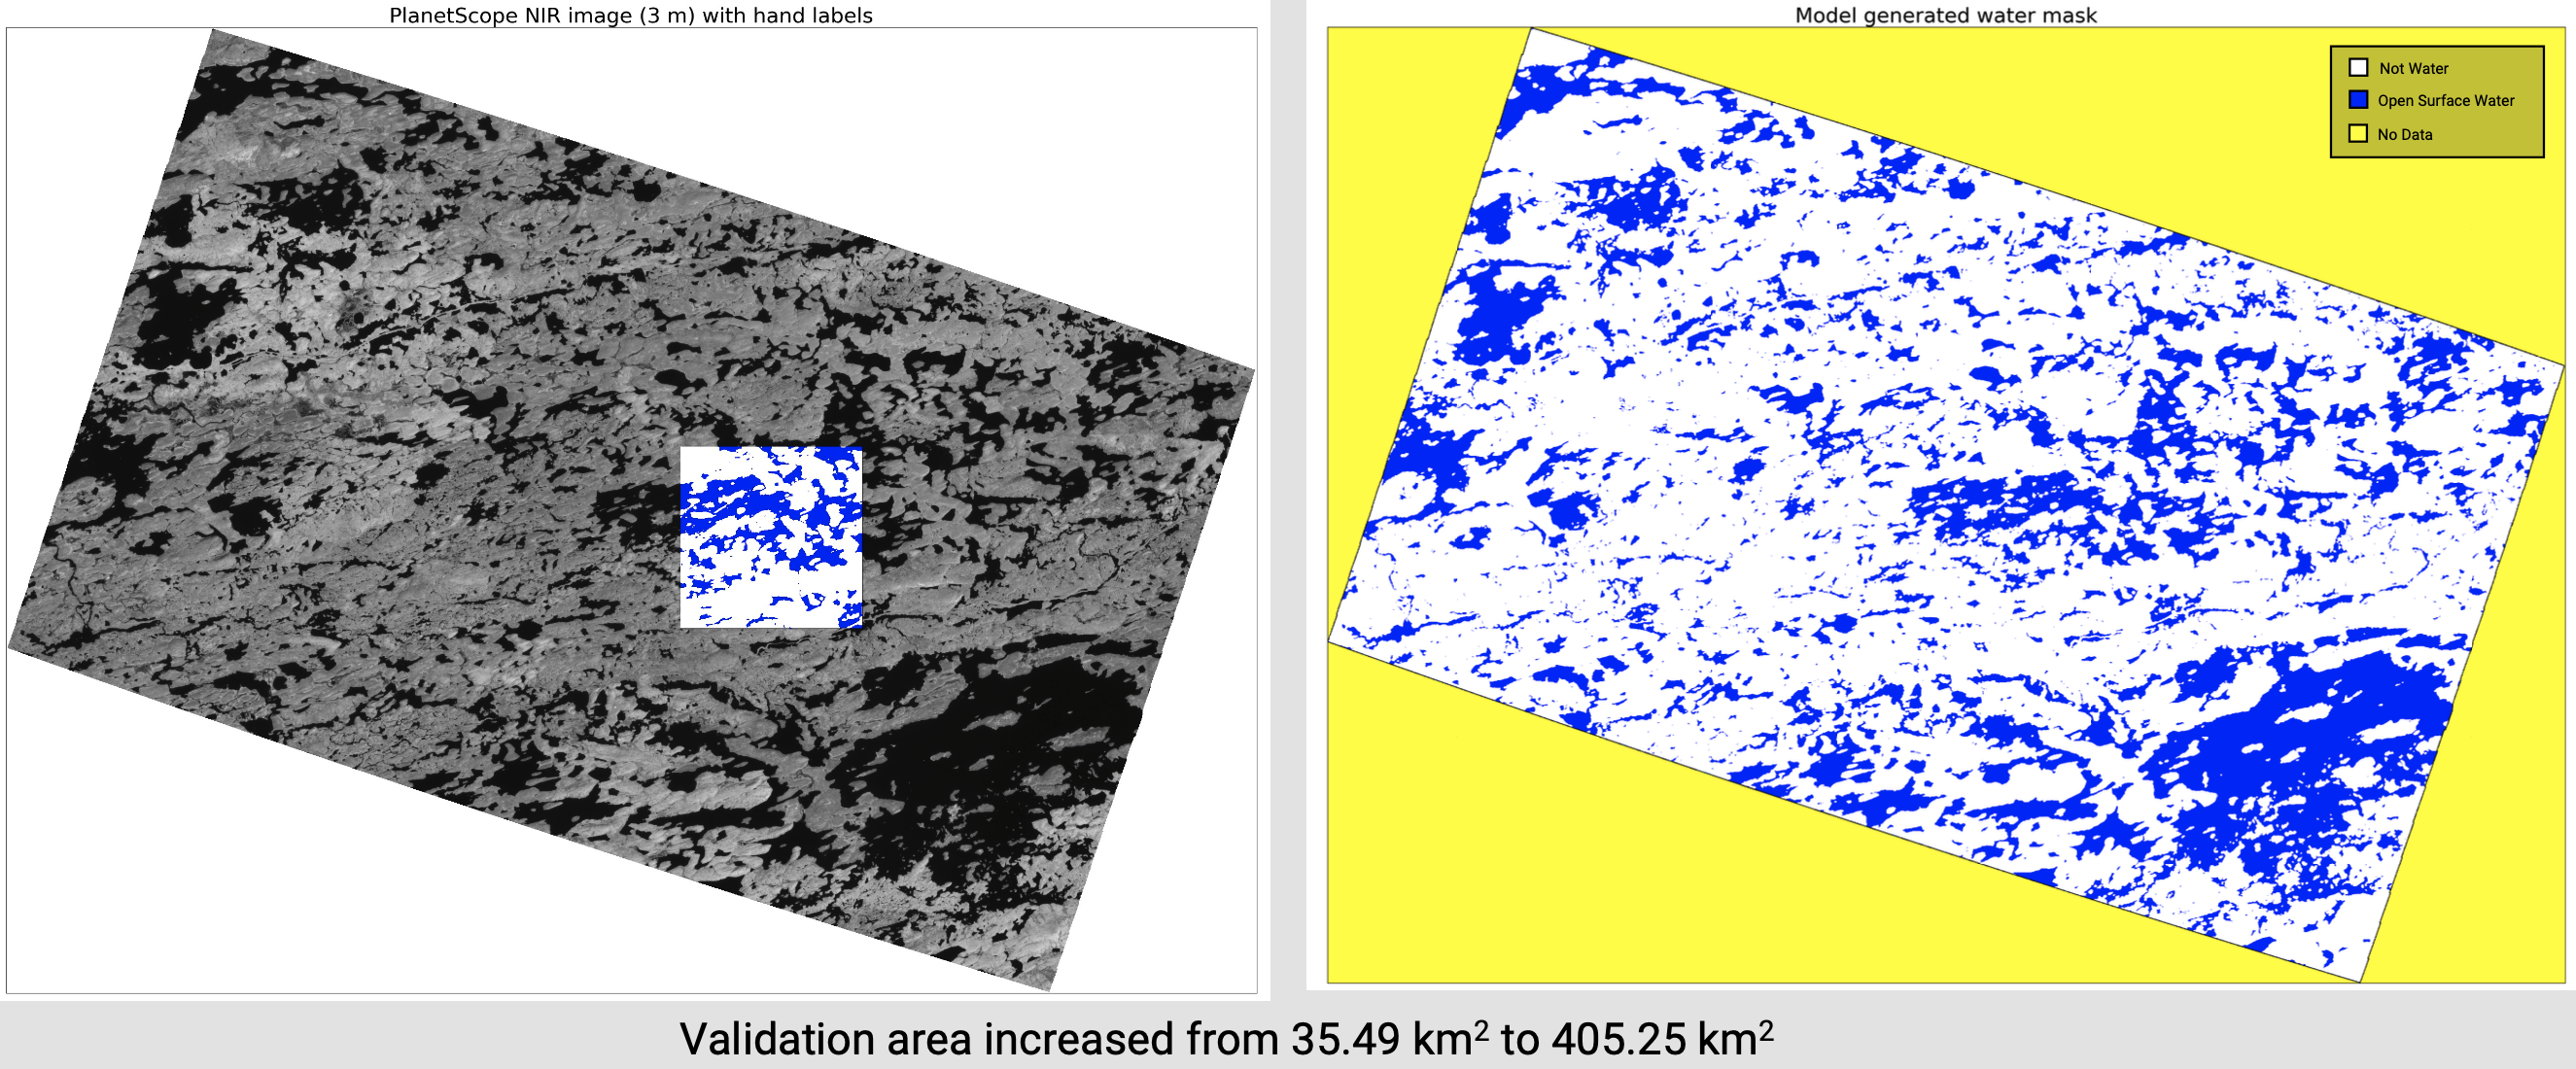 PlanetScope NIR image (3 m) with hand labels
Model generated water mask
Not Water
Open Surface Water
No Data
Validation area increased from 35.49 km² to 405.25 km²